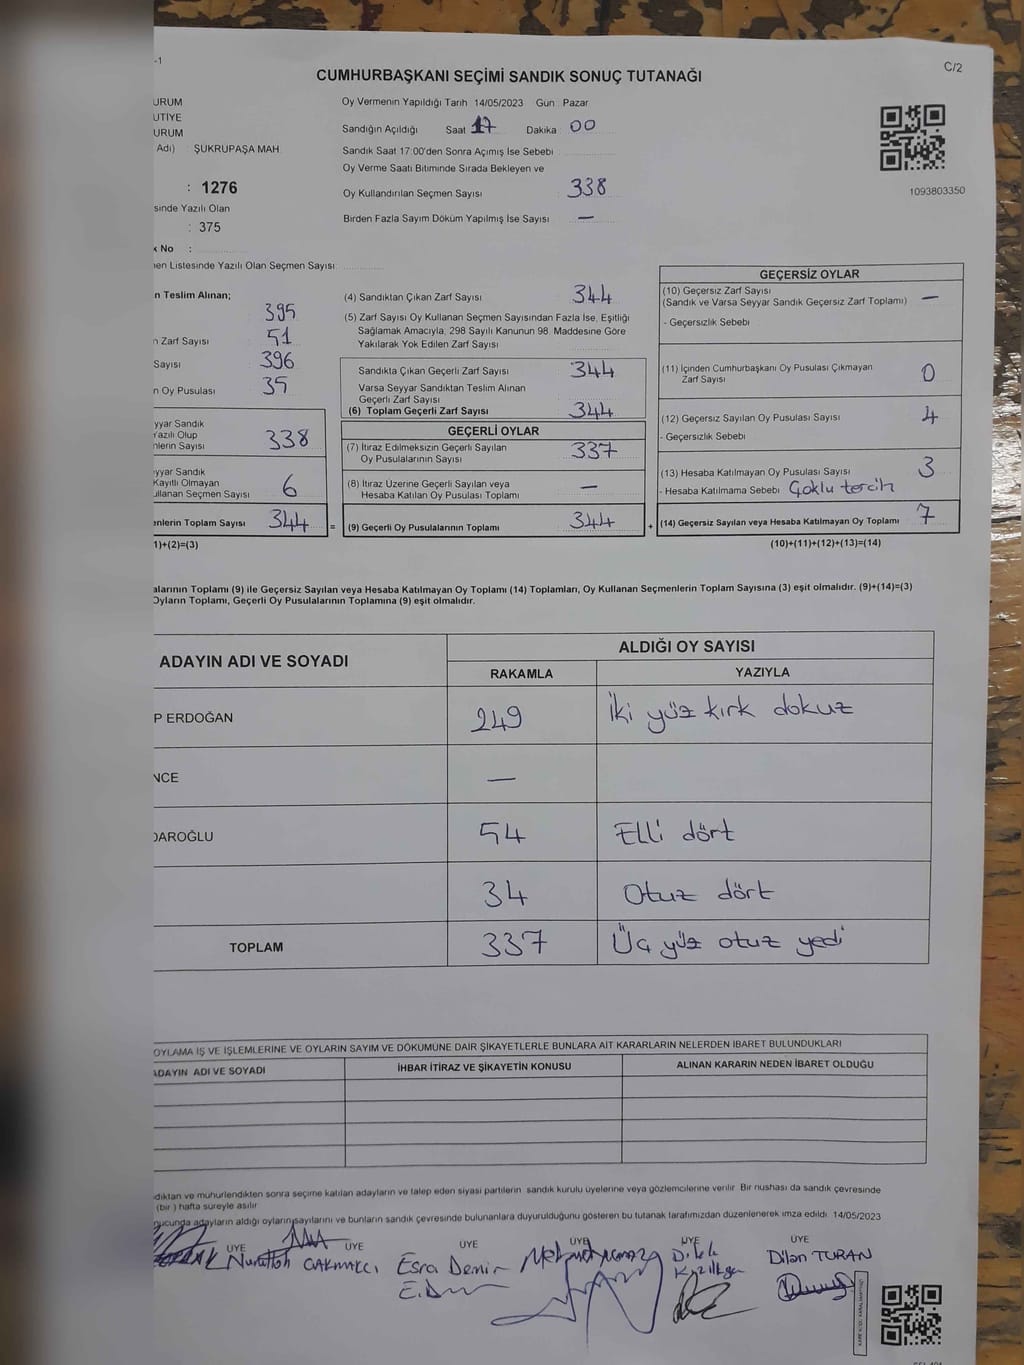 -1
C/2
CUMHURBAŞKANI SEÇİMİ SANDIK SONUÇ TUTANAĞI
URUM
UTİYE
URUM
Adı) : ŞUKRUPAŞA MAH.
: 1276
sinde Yazılı Olan
: 375
k No :
en Listesinde Yazılı Olan Seçmen Sayısı
Oy Vermenin Yapıldığı Tarih 14/05/2023 Gün Pazar
Sandığın Açıldığı Saat 17 Dakika 00
Sandık Saat 17:00'den Sonra Açımış İse Sebebi
Oy Verme Saati Bitiminde Sırada Bekleyen ve
Oy Kullandırılan Seçmen Sayısı 338
Birden Fazla Sayım Döküm Yapılmış İse Sayısı —
1093803350
n Teslim Alınan;
395
n Zarf Sayısı 51
Sayısı 396
n Oy Pusulası 35
yyar Sandık
Yazılı Olup
nlerin Sayısı 338
yyar Sandık
Kayıtlı Olmayan
ullanan Seçmen Sayısı 6
enlerin Toplam Sayısı 344 =
1)+(2)=(3)
(4) Sandıktan Çıkan Zarf Sayısı 344
(5) Zarf Sayısı Oy Kullanan Seçmen Sayısından Fazla İse, Eşitliği
Sağlamak Amacıyla, 298 Sayılı Kanunun 98. Maddesine Göre
Yakılarak Yok Edilen Zarf Sayısı
Sandıkta Çıkan Geçerli Zarf Sayısı 344
Varsa Seyyar Sandıktan Teslim Alınan
Geçerli Zarf Sayısı
(6) Toplam Geçerli Zarf Sayısı 344
GEÇERLİ OYLAR
(7) İtiraz Edilmeksizin Geçerli Sayılan
Oy Pusulalarının Sayısı 337
(8) İtiraz Üzerine Geçerli Sayılan veya
Hesaba Katılan Oy Pusulası Toplamı —
(9) Geçerli Oy Pusulalarının Toplamı 344 +
GEÇERSİZ OYLAR
(10) Geçersiz Zarf Sayısı
(Sandık ve Varsa Seyyar Sandık Geçersiz Zarf Toplamı) —
- Geçersizlik Sebebi
(11) İçinden Cumhurbaşkanı Oy Pusulası Çıkmayan
Zarf Sayısı 0
(12) Geçersiz Sayılan Oy Pusulası Sayısı 4
- Geçersizlik Sebebi
(13) Hesaba Katılmayan Oy Pusulası Sayısı 3
- Hesaba Katılmama Sebebi Çoklu tercih
(14) Geçersiz Sayılan veya Hesaba Katılmayan Oy Toplamı 7
(10)+(11)+(12)+(13)=(14)
alarının Toplamı (9) ile Geçersiz Sayılan veya Hesaba Katılmayan Oy Toplamı (14) Toplamları, Oy Kullanan Seçmenlerin Toplam Sayısına (3) eşit olmalıdır. (9)+(14)=(3)
Oyların Toplamı, Geçerli Oy Pusulalarının Toplamına (9) eşit olmalıdır.
ADAYIN ADI VE SOYADI
ALDIĞI OY SAYISI
RAKAMLA YAZIYLA
P ERDOĞAN 249 İki yüz kırk dokuz
NCE —
DAROĞLU 54 Elli dört
34 Otuz dört
TOPLAM 337 Üç yüz otuz yedi
OYLAMA İŞ VE İŞLEMLERİNE VE OYLARIN SAYIM VE DÖKÜMÜNE DAİR ŞİKAYETLERLE BUNLARA AİT KARARLARIN NELERDEN İBARET BULUNDUKLARI
ADAYIN ADI VE SOYADI İHBAR İTİRAZ VE ŞİKAYETİN KONUSU ALINAN KARARIN NEDEN İBARET OLDUĞU
dıktan ve mühürlendikten sonra seçime katılan adayların ve talep eden siyasi partilerin sandık kurulu üyelerine veya gözlemcilerine verilir. Bir nüshası da sandık çevresinde
(bir) hafta süreyle asılır.
nucunda adayların aldığı oyların sayılarını ve bunların sandık çevresinde bulunanlara duyurulduğunu gösteren bu tutanak tarafımızdan düzenlenerek imza edildi. 14/05/2023
ÜYE ÜYE ÜYE ÜYE ÜYE ÜYE
Nurullah ÇAKMAKCI Esra Demir Dilek Dilan TURAN
E.D